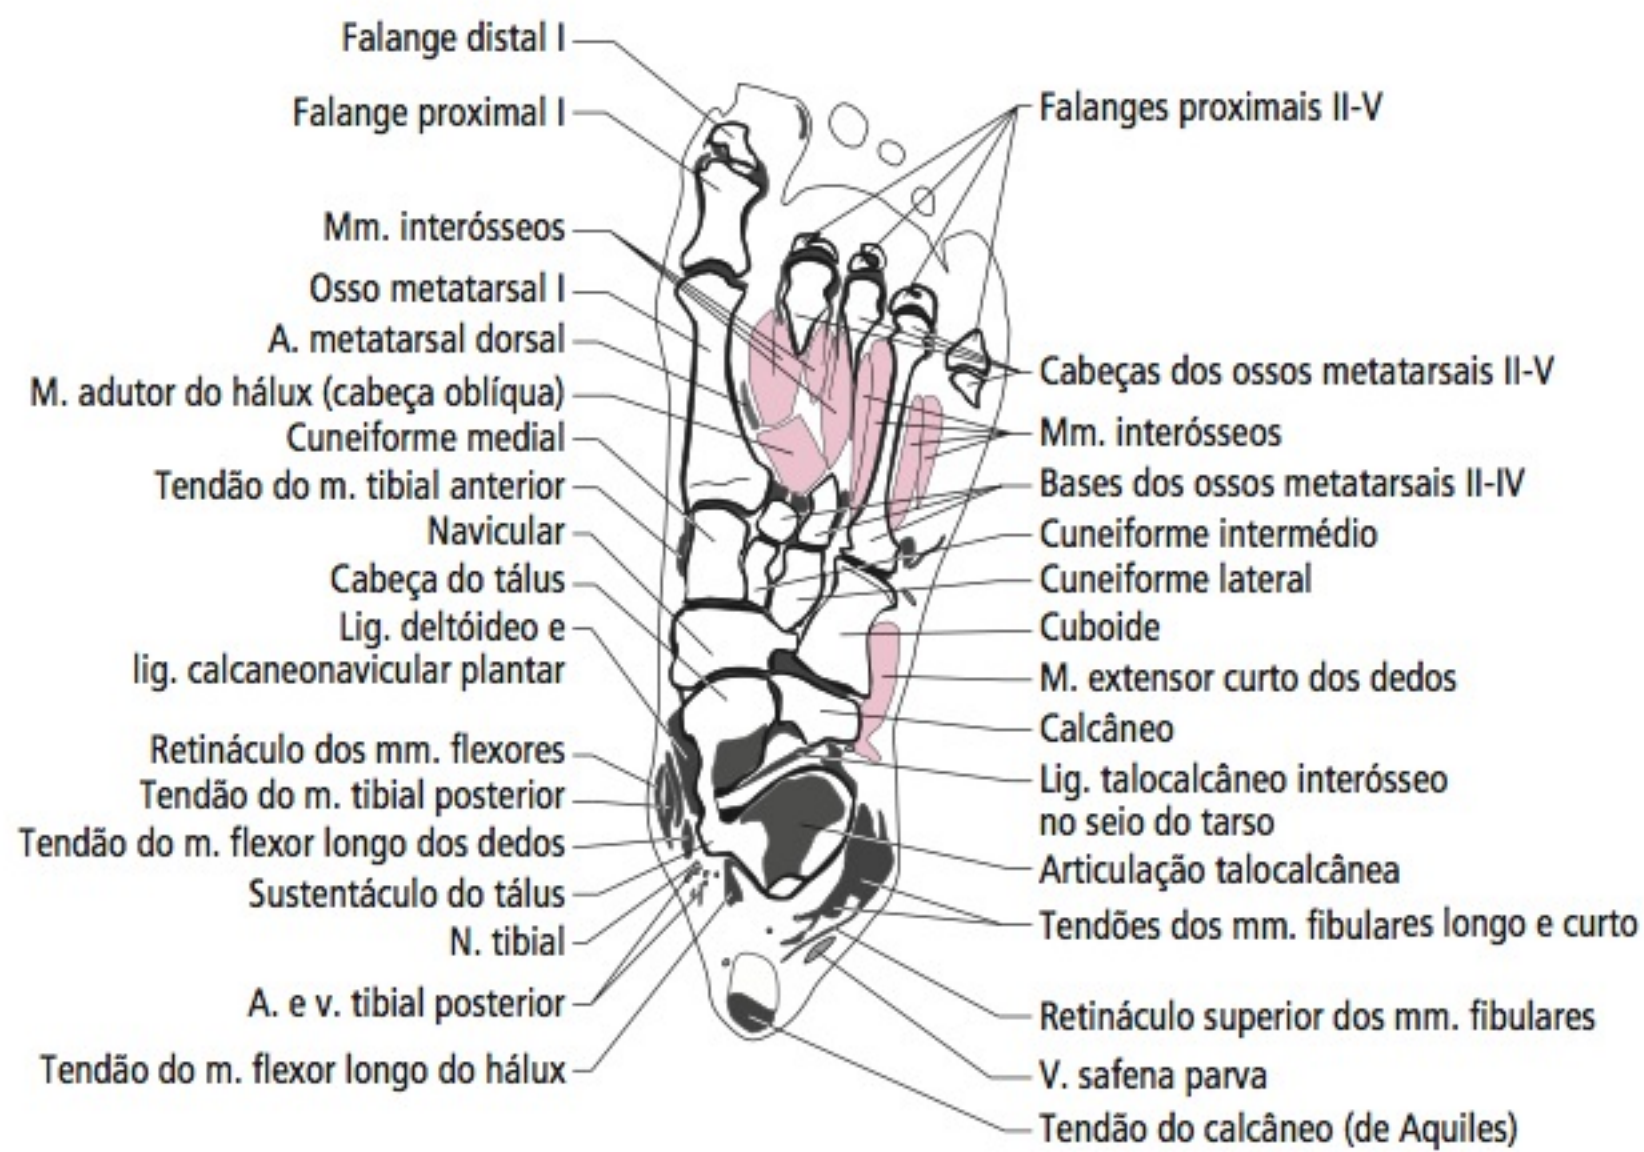 Falange distal I
Falange proximal I
Mm. interósseos
Osso metatarsal I
A. metatarsal dorsal
M. adutor do hálux (cabeça oblíqua)
Cuneiforme medial
Tendão do m. tibial anterior
Navicular
Cabeça do tálus
Lig. deltóideo e
lig. calcaneonavicular plantar
Retináculo dos mm. flexores
Tendão do m. tibial posterior
Tendão do m. flexor longo dos dedos
Sustentáculo do tálus
N. tibial
A. e v. tibial posterior
Tendão do m. flexor longo do hálux
Falanges proximais II-V
Cabeças dos ossos metatarsais II-V
Mm. interósseos
Bases dos ossos metatarsais II-IV
Cuneiforme intermédio
Cuneiforme lateral
Cuboide
M. extensor curto dos dedos
Calcâneo
Lig. talocalcâneo interósseo
no seio do tarso
Articulação talocalcânea
Tendões dos mm. fibulares longo e curto
Retináculo superior dos mm. fibulares
V. safena parva
Tendão do calcâneo (de Aquiles)